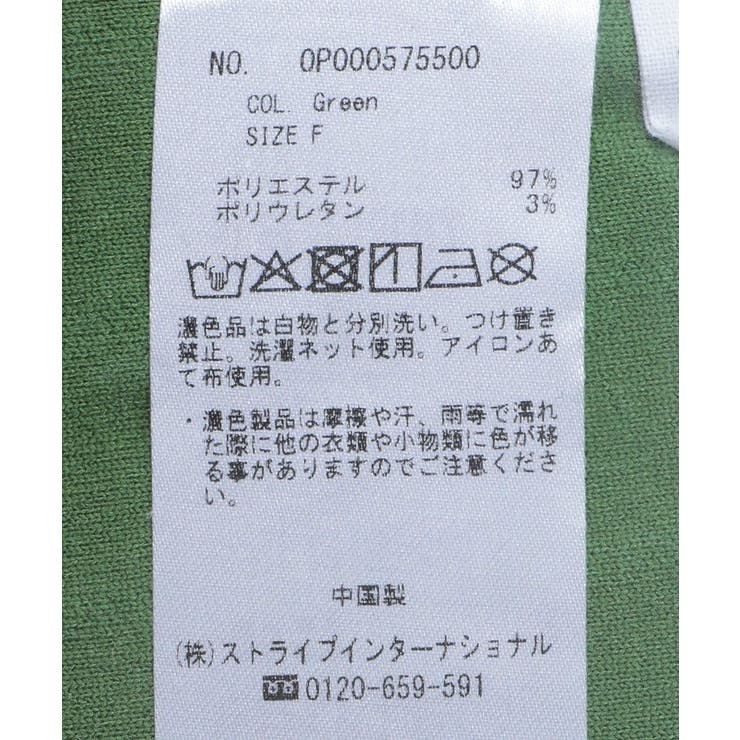 NO. OP000575500
COL. Green
SIZE F
ポリエステル 97%
ポリウレタン 3%
濃色品は白物と分別洗い。つけ置き
禁止。洗濯ネット使用。アイロンあ
て布使用。
・濃色製品は摩擦や汗、雨等で濡れ
た際に他の衣類や小物類に色が移
る事がありますのでご注意くださ
い。
中国製
(株)ストライプインターナショナル
0120-659-591